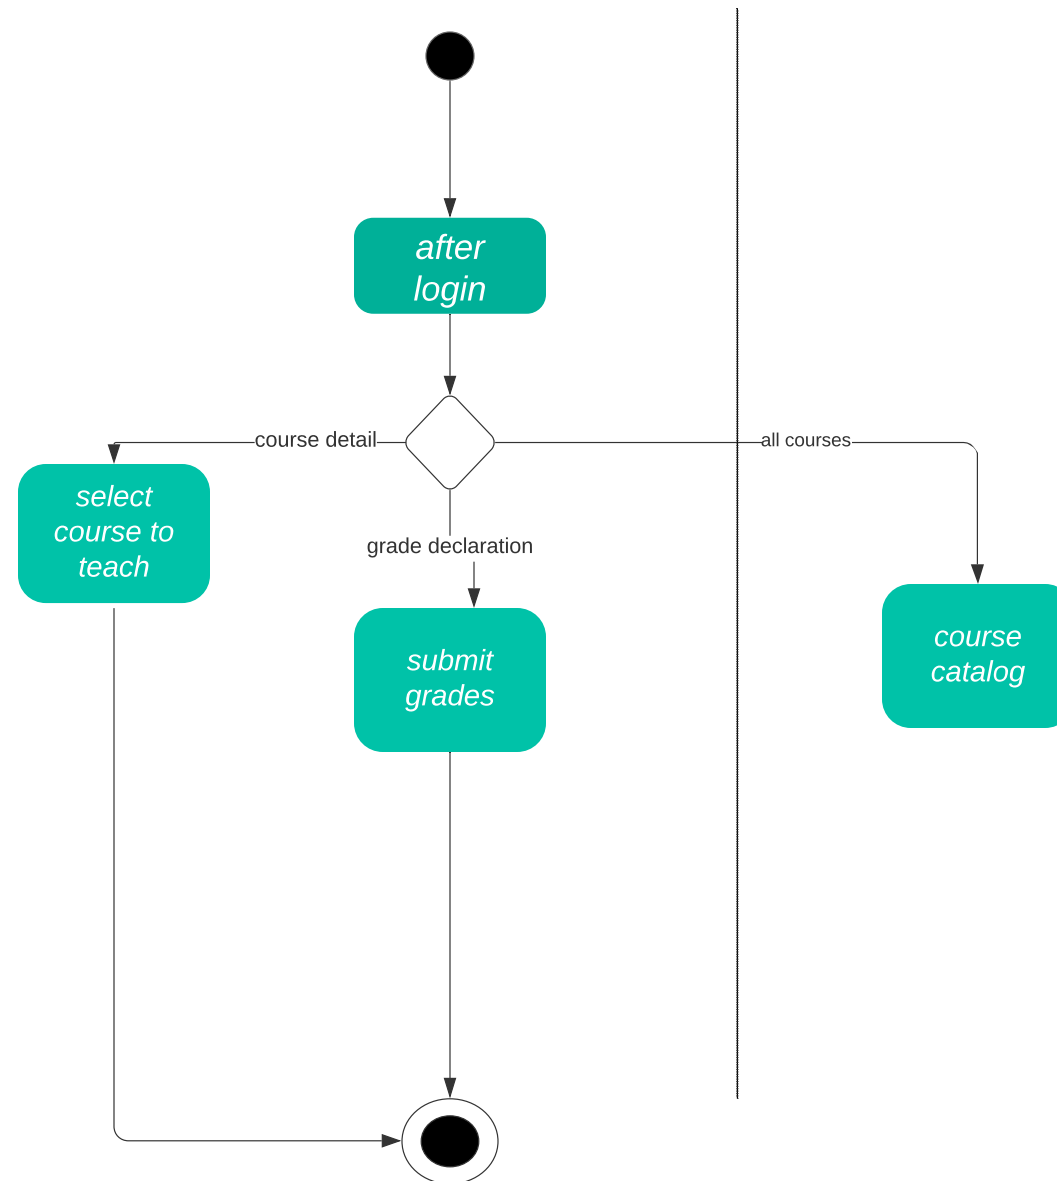 after
login
course detail
all courses
select
course to
teach
grade declaration
submit
grades
course
catalog